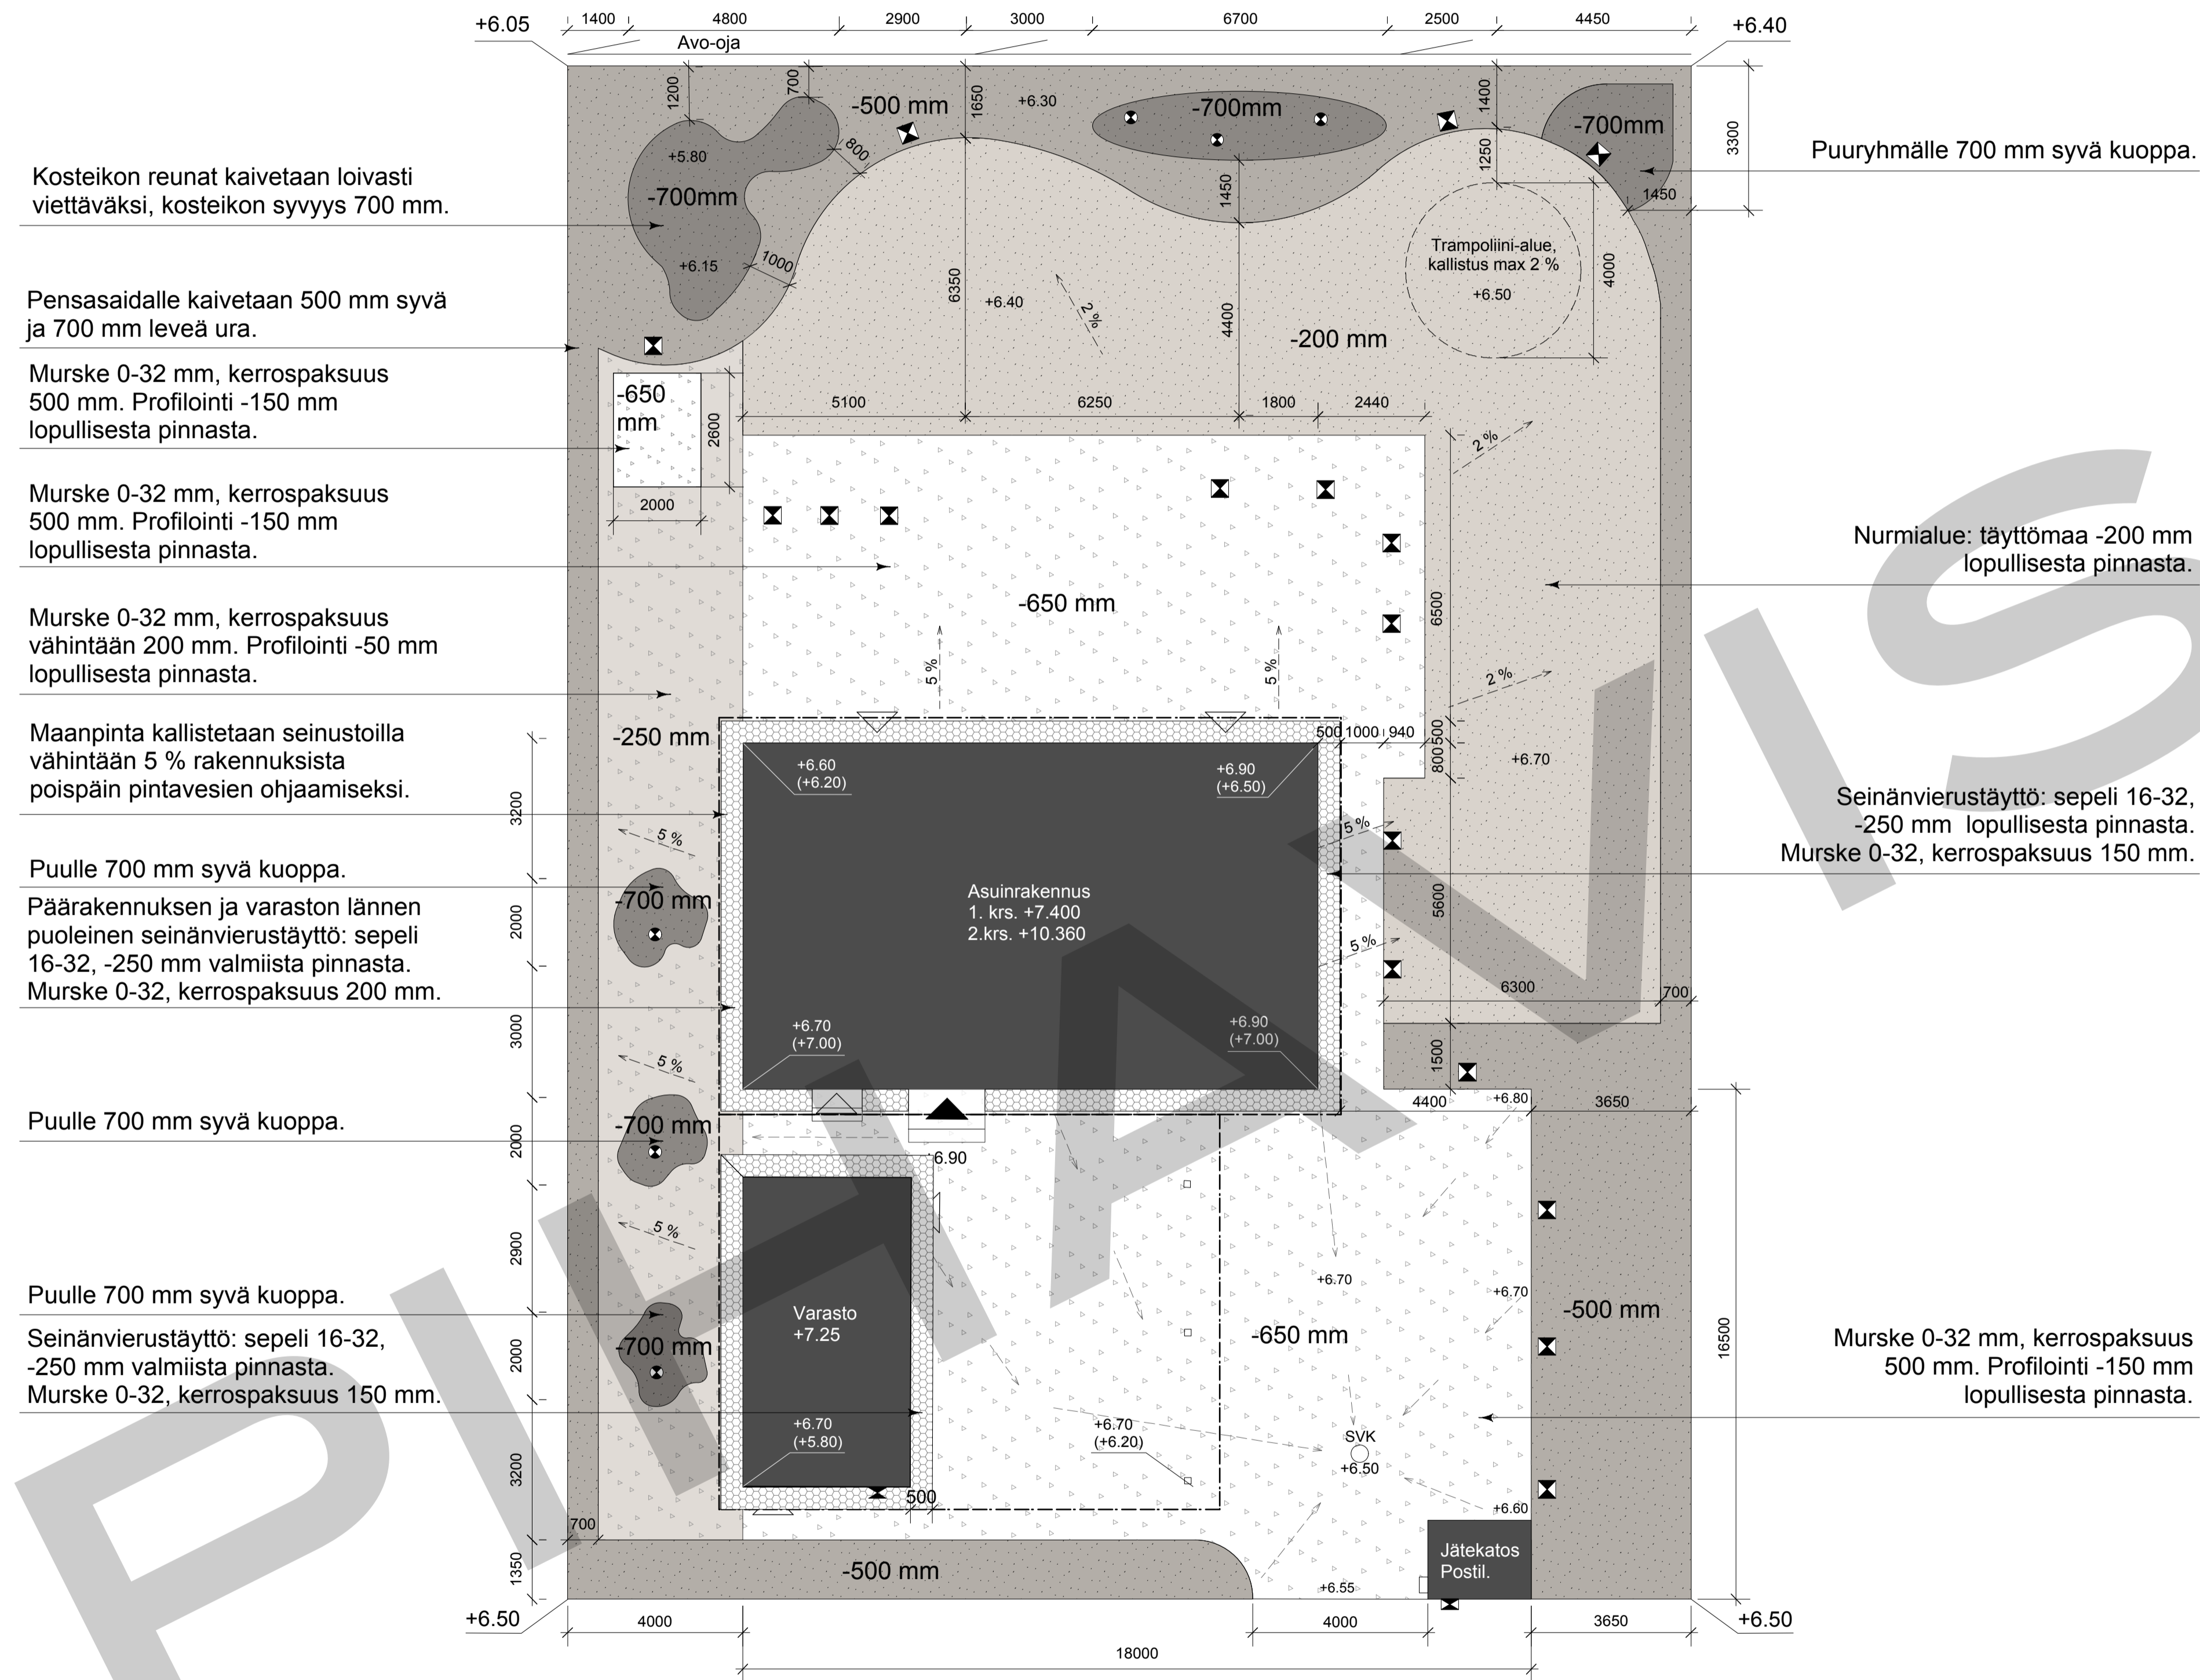 +6.05
1400
4800
2900
3000
6700
2500
4450
+6.40
Avo-oja
1200
700
-500 mm
1650
+6.30
-700mm
1400
-700mm
3300
+5.80
800
1250
-700mm
1450
1450
+6.15
1000
6350
+6.40
2 %
4400
Trampoliini-alue,
kallistus max 2 %
+6.50
4000
-200 mm
Kosteikon reunat kaivetaan loivasti
viettäväksi, kosteikon syvyys 700 mm.
Pensasaidalle kaivetaan 500 mm syvä
ja 700 mm leveä ura.
Murske 0-32 mm, kerrospaksuus
500 mm. Profilointi -150 mm
lopullisesta pinnasta.
Murske 0-32 mm, kerrospaksuus
500 mm. Profilointi -150 mm
lopullisesta pinnasta.
Murske 0-32 mm, kerrospaksuus
vähintään 200 mm. Profilointi -50 mm
lopullisesta pinnasta.
Maanpinta kallistetaan seinustoilla
vähintään 5 % rakennuksista
poispäin pintavesien ohjaamiseksi.
Puulle 700 mm syvä kuoppa.
Päärakennuksen ja varaston lännen
puoleinen seinänvierustäyttö: sepeli
16-32, -250 mm valmiista pinnasta.
Murske 0-32, kerrospaksuus 200 mm.
Puulle 700 mm syvä kuoppa.
Puulle 700 mm syvä kuoppa.
Seinänvierustäyttö: sepeli 16-32,
-250 mm valmiista pinnasta.
Murske 0-32, kerrospaksuus 150 mm.
Puuryhmälle 700 mm syvä kuoppa.
Nurmialue: täyttömaa -200 mm
lopullisesta pinnasta.
Seinänvierustäyttö: sepeli 16-32,
-250 mm  lopullisesta pinnasta.
Murske 0-32, kerrospaksuus 150 mm.
Murske 0-32 mm, kerrospaksuus
500 mm. Profilointi -150 mm
lopullisesta pinnasta.
-650
mm
2600
2000
5100
6250
1800
2440
2 %
-650 mm
6500
5 %
5 %
2 %
-250 mm
500
1000
940
500
800
+6.70
+6.60
(+6.20)
+6.90
(+6.50)
3200
5 %
5 %
-700 mm
2000
Asuinrakennus
1. krs. +7.400
2.krs. +10.360
5600
5 %
6300
700
+6.70
(+7.00)
+6.90
(+7.00)
3000
5 %
1500
4400
+6.80
3650
-700 mm
2000
6.90
5 %
2900
Varasto
+7.25
+6.70
+6.70
-500 mm
-650 mm
16500
-700 mm
2000
+6.70
(+5.80)
+6.70
(+6.20)
SVK
+6.50
3200
500
+6.60
700
1350
-500 mm
Jätekatos
Postil.
+6.55
+6.50
4000
4000
3650
+6.50
18000
PIHAVIS